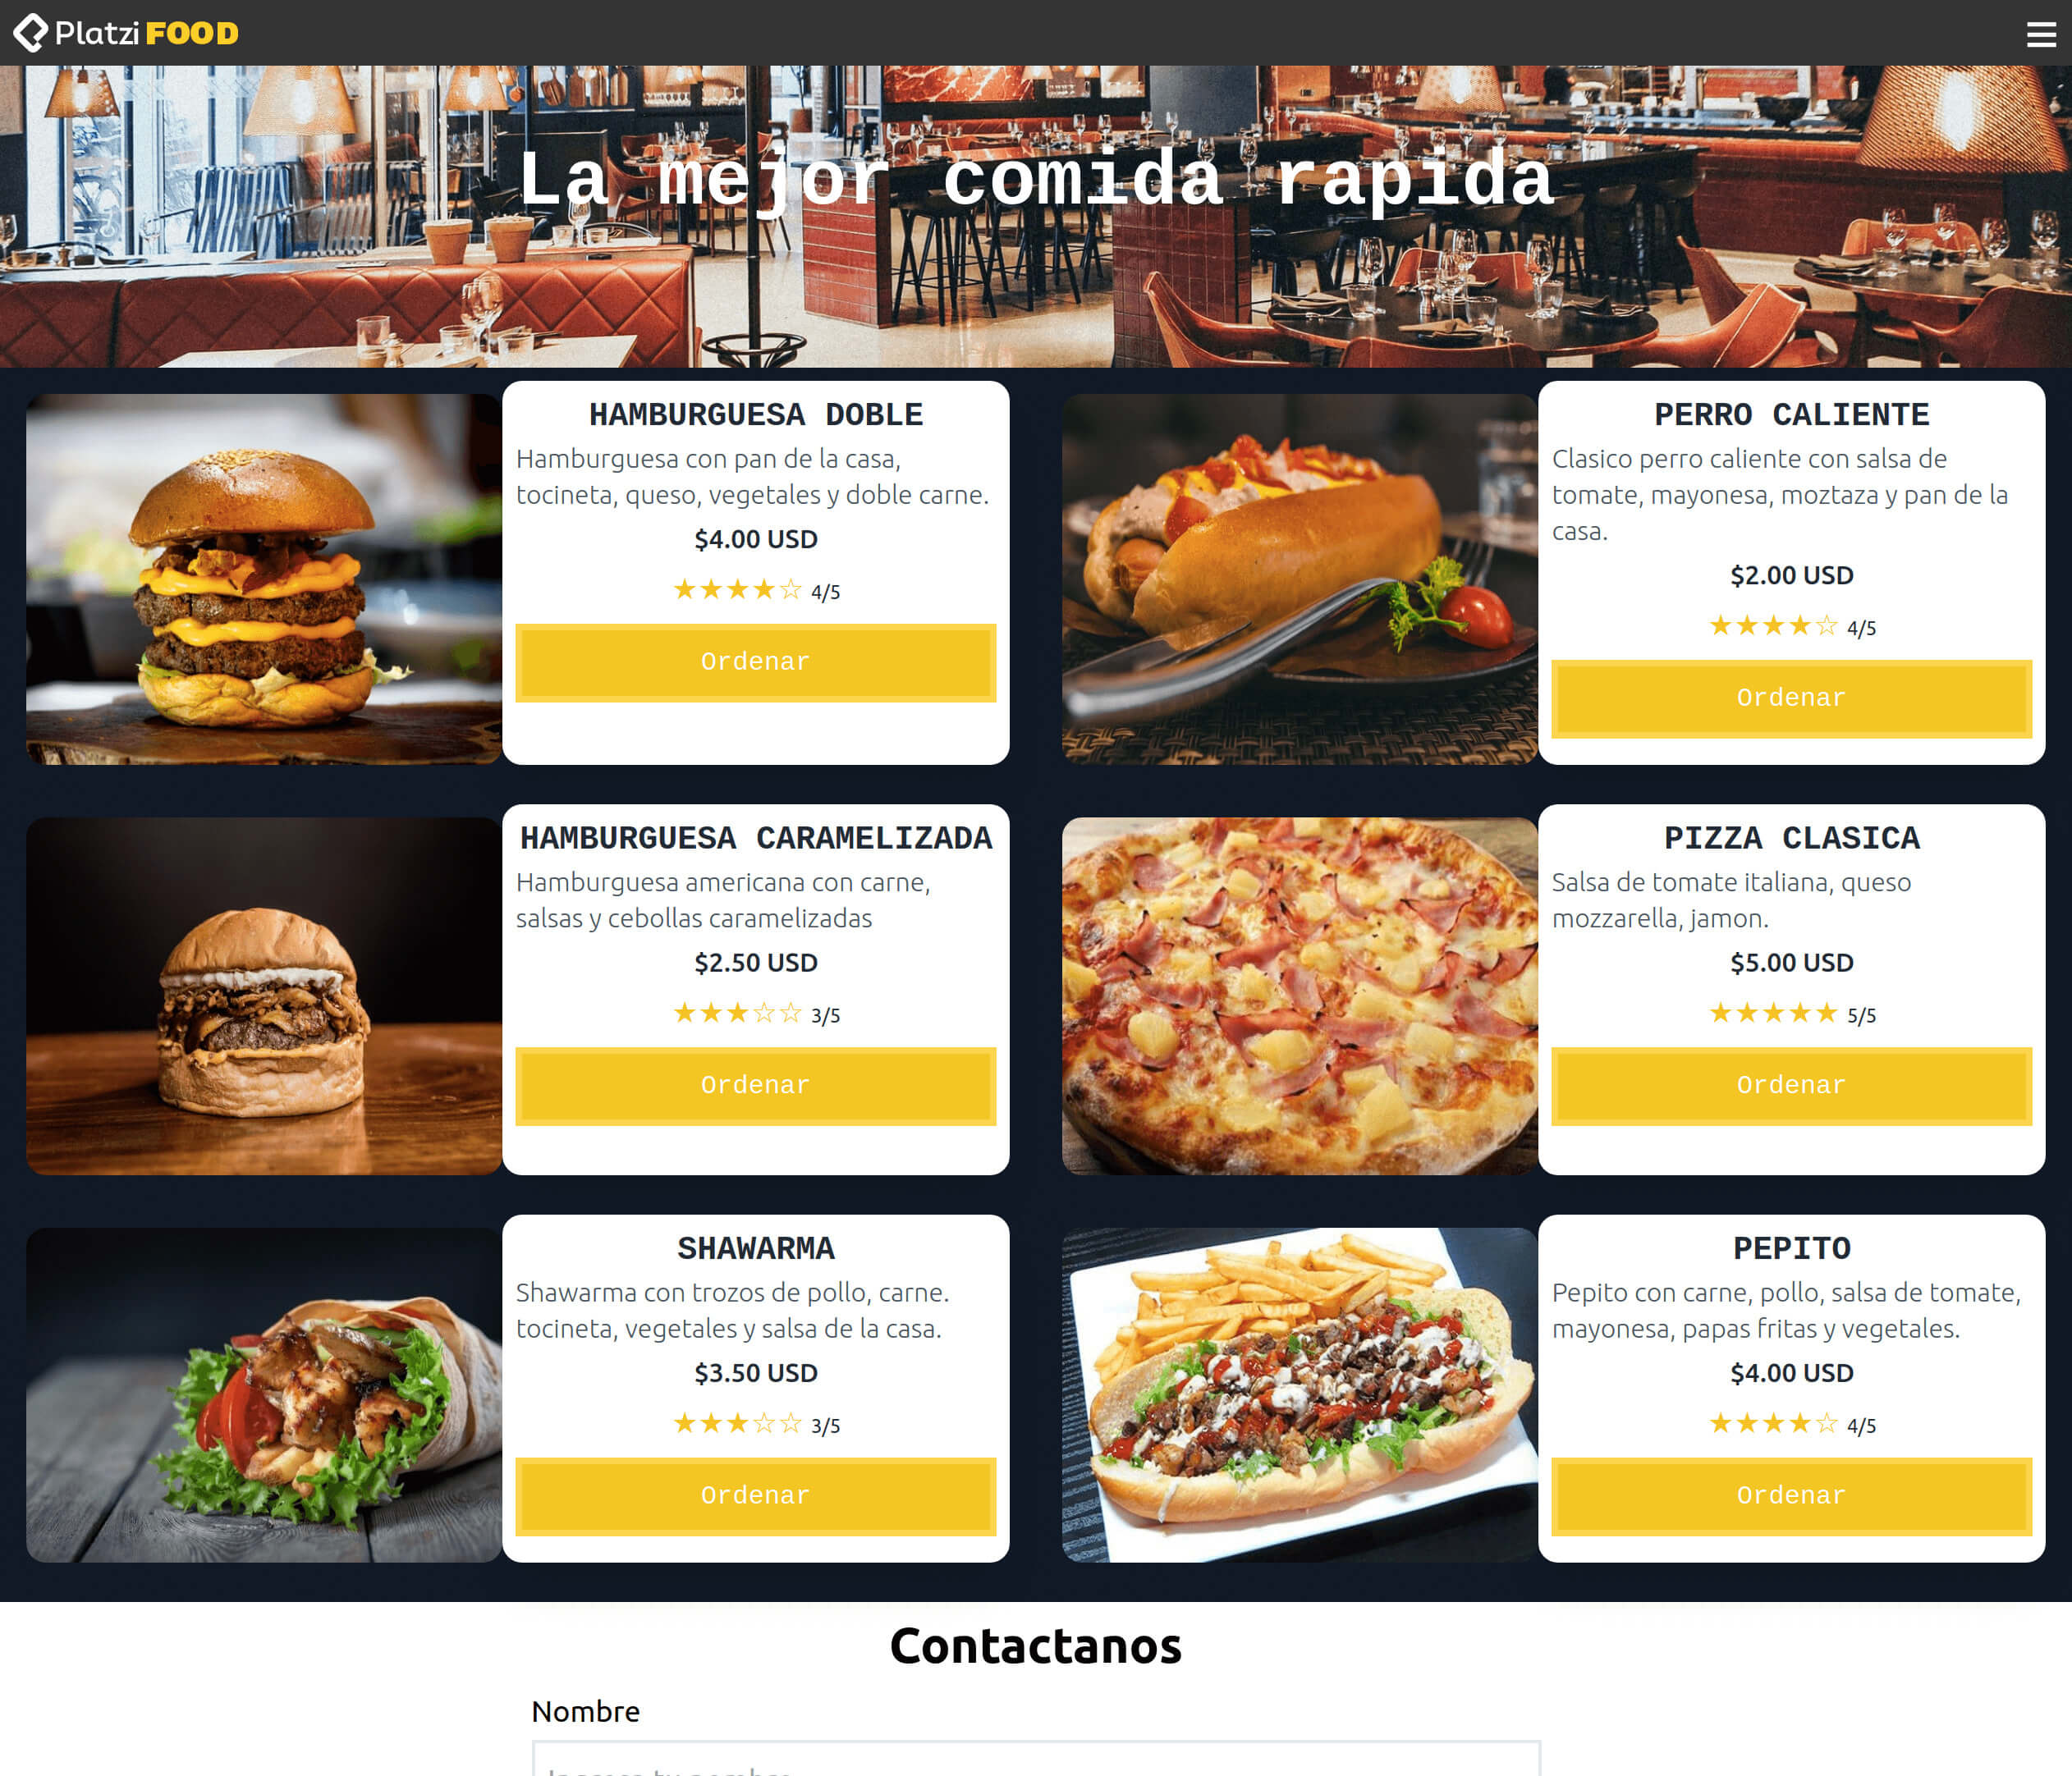 Platzi FOOD
La mejor comida rapida
HAMBURGUESA DOBLE
Hamburguesa con pan de la casa,
tocineta, queso, vegetales y doble carne.
$4.00 USD
★★★★☆ 4/5
Ordenar
PERRO CALIENTE
Clasico perro caliente con salsa de
tomate, mayonesa, moztaza y pan de la
casa.
$2.00 USD
★★★★☆ 4/5
Ordenar
HAMBURGUESA CARAMELIZADA
Hamburguesa americana con carne,
salsas y cebollas caramelizadas
$2.50 USD
★★★☆☆ 3/5
Ordenar
PIZZA CLASICA
Salsa de tomate italiana, queso
mozzarella, jamon.
$5.00 USD
★★★★★ 5/5
Ordenar
SHAWARMA
Shawarma con trozos de pollo, carne.
tocineta, vegetales y salsa de la casa.
$3.50 USD
★★★☆☆ 3/5
Ordenar
PEPITO
Pepito con carne, pollo, salsa de tomate,
mayonesa, papas fritas y vegetales.
$4.00 USD
★★★★☆ 4/5
Ordenar
Contactanos
Nombre